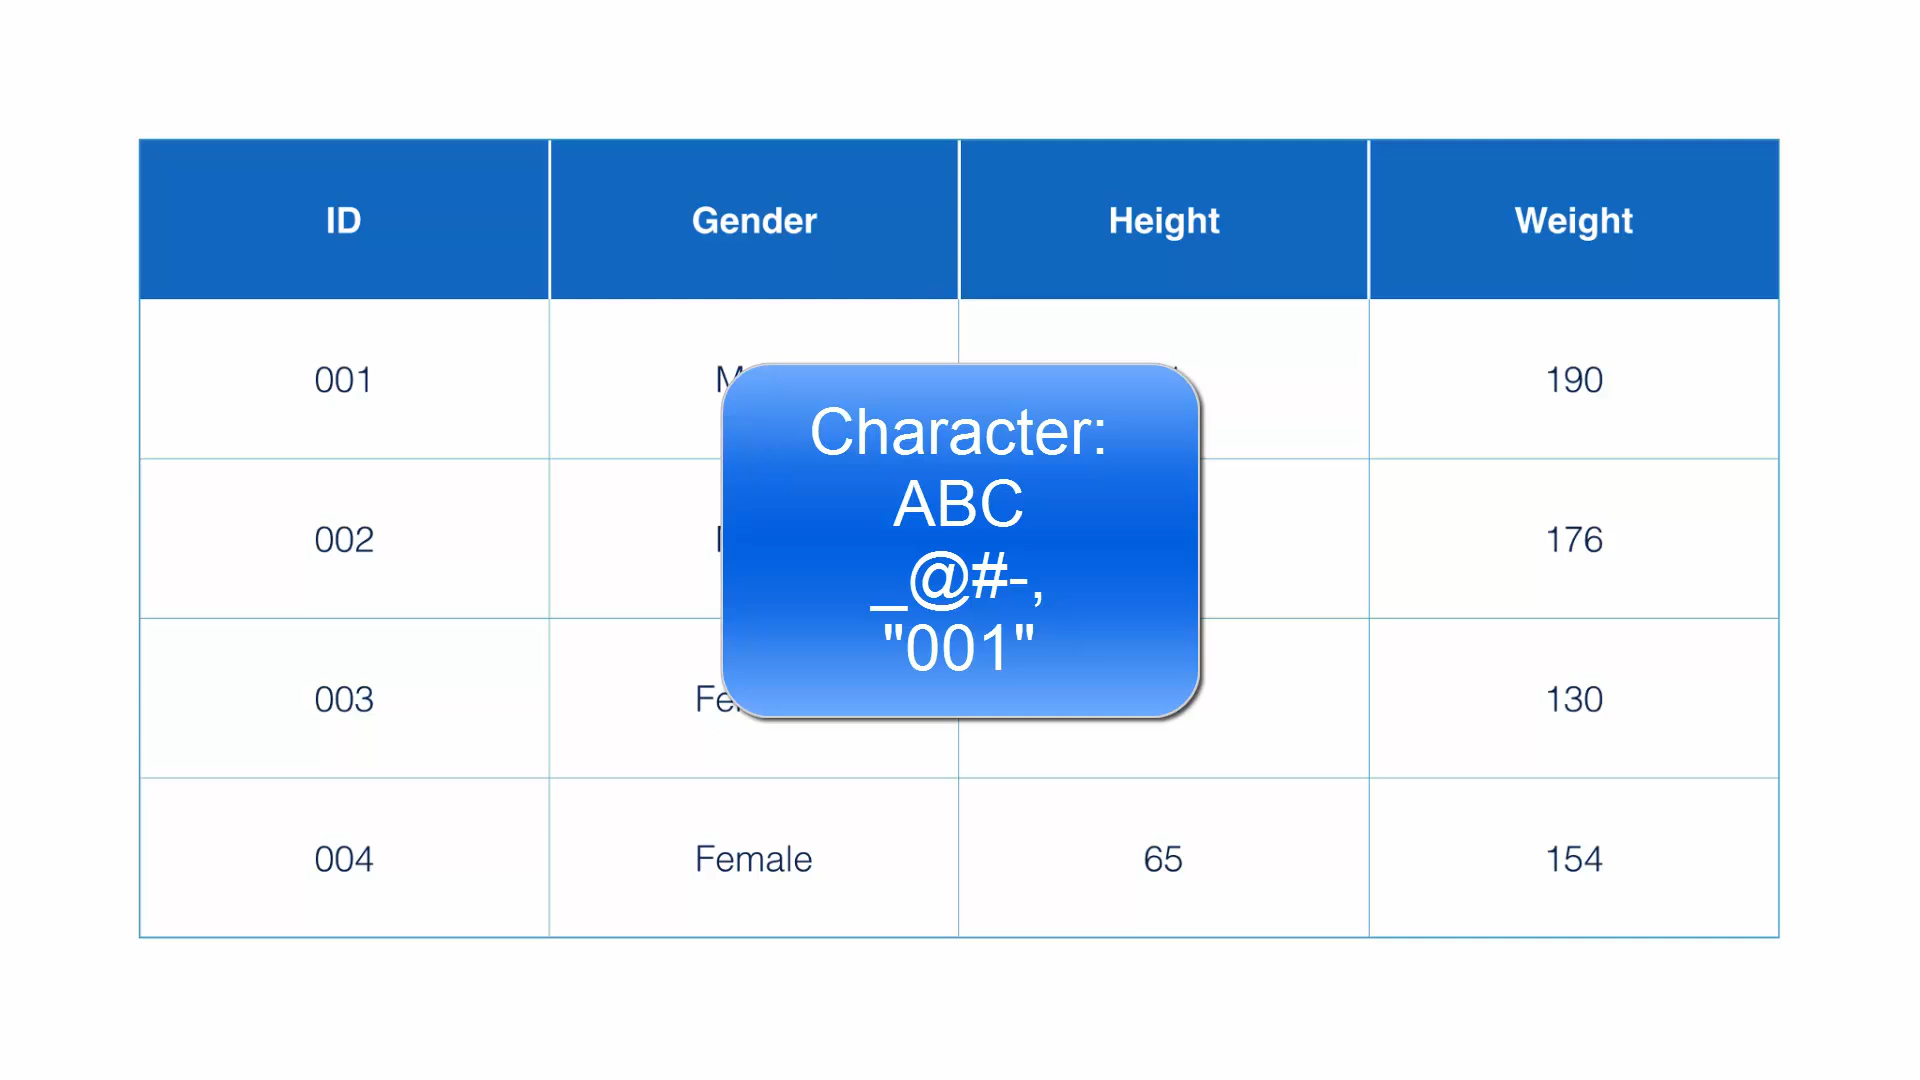 ID Gender Height Weight
001 190
Character:
ABC
002 176
_@#-,
"001"
003 130
004 Female 65 154